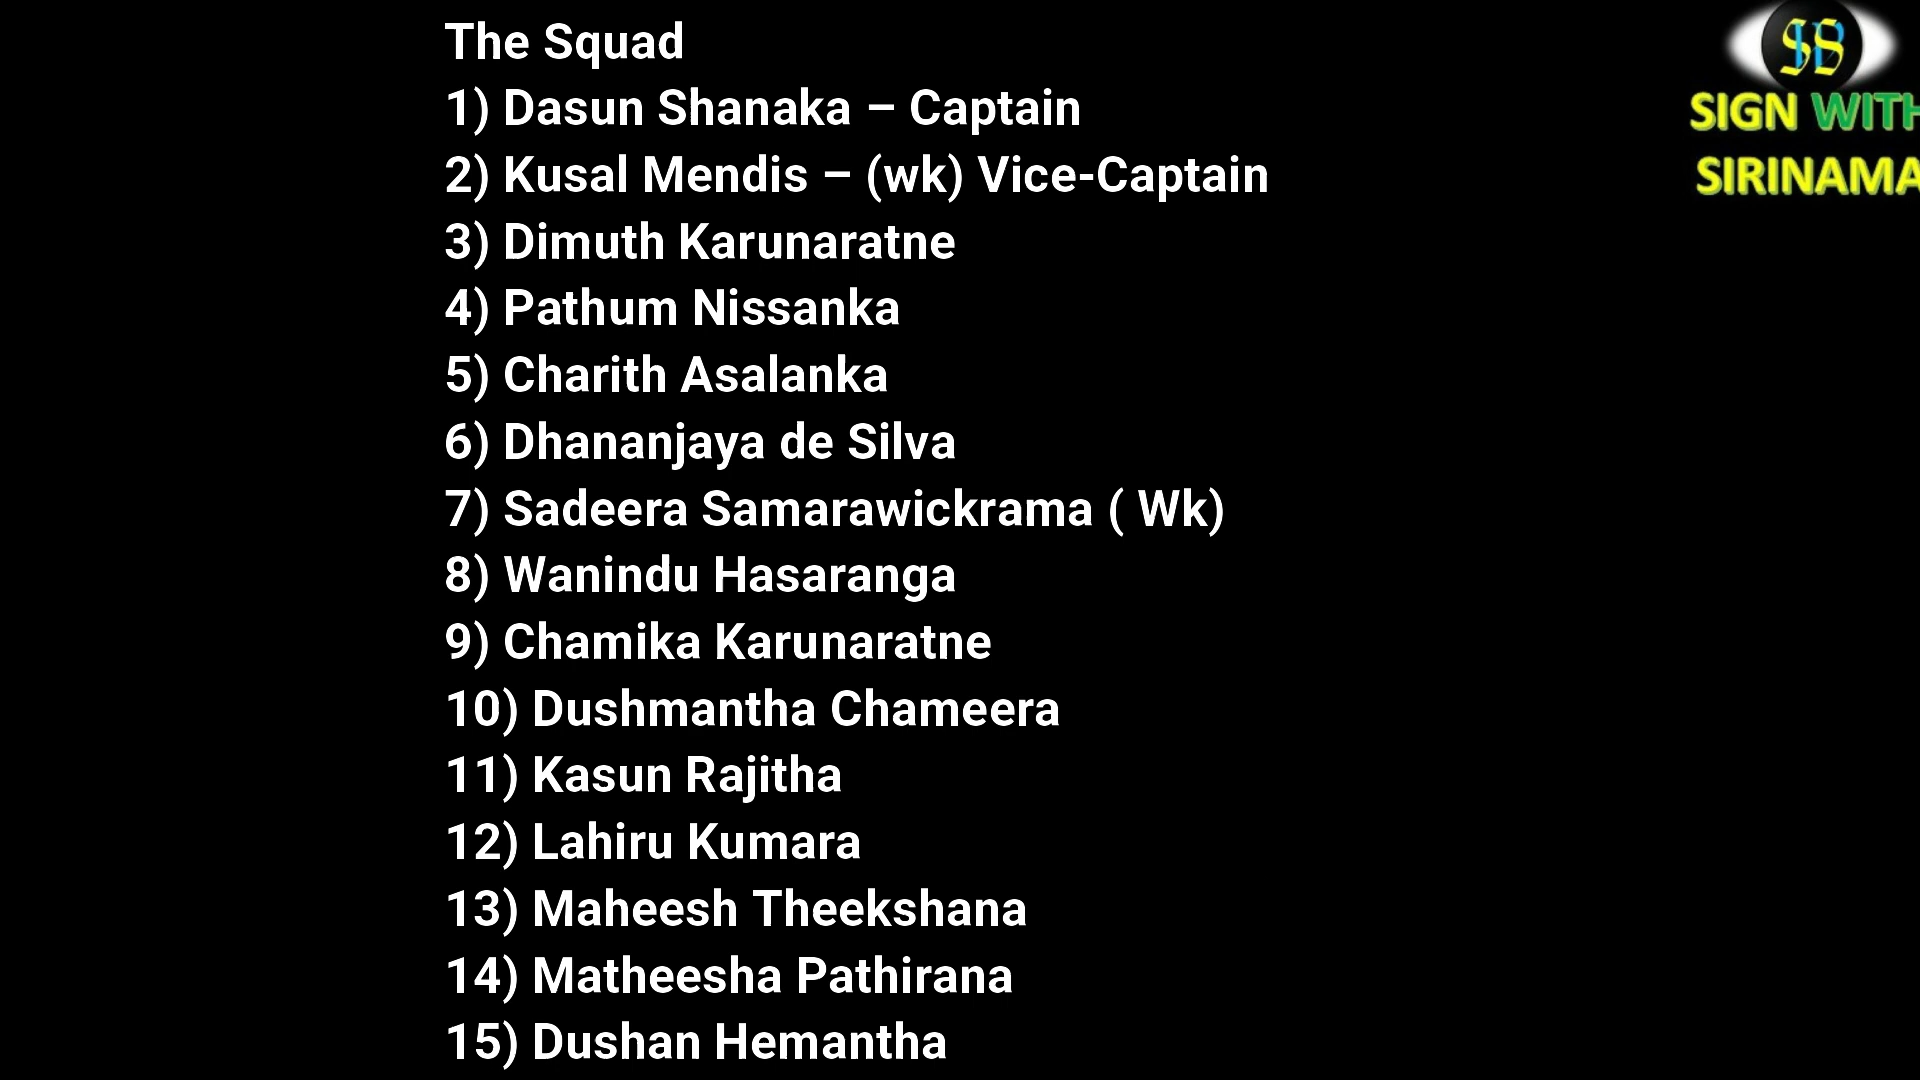 The Squad
1) Dasun Shanaka – Captain
2) Kusal Mendis – (wk) Vice-Captain
3) Dimuth Karunaratne
4) Pathum Nissanka
5) Charith Asalanka
6) Dhananjaya de Silva
7) Sadeera Samarawickrama ( Wk)
8) Wanindu Hasaranga
9) Chamika Karunaratne
10) Dushmantha Chameera
11) Kasun Rajitha
12) Lahiru Kumara
13) Maheesh Theekshana
14) Matheesha Pathirana
15) Dushan Hemantha
SIGN WITH
SIRINAMA